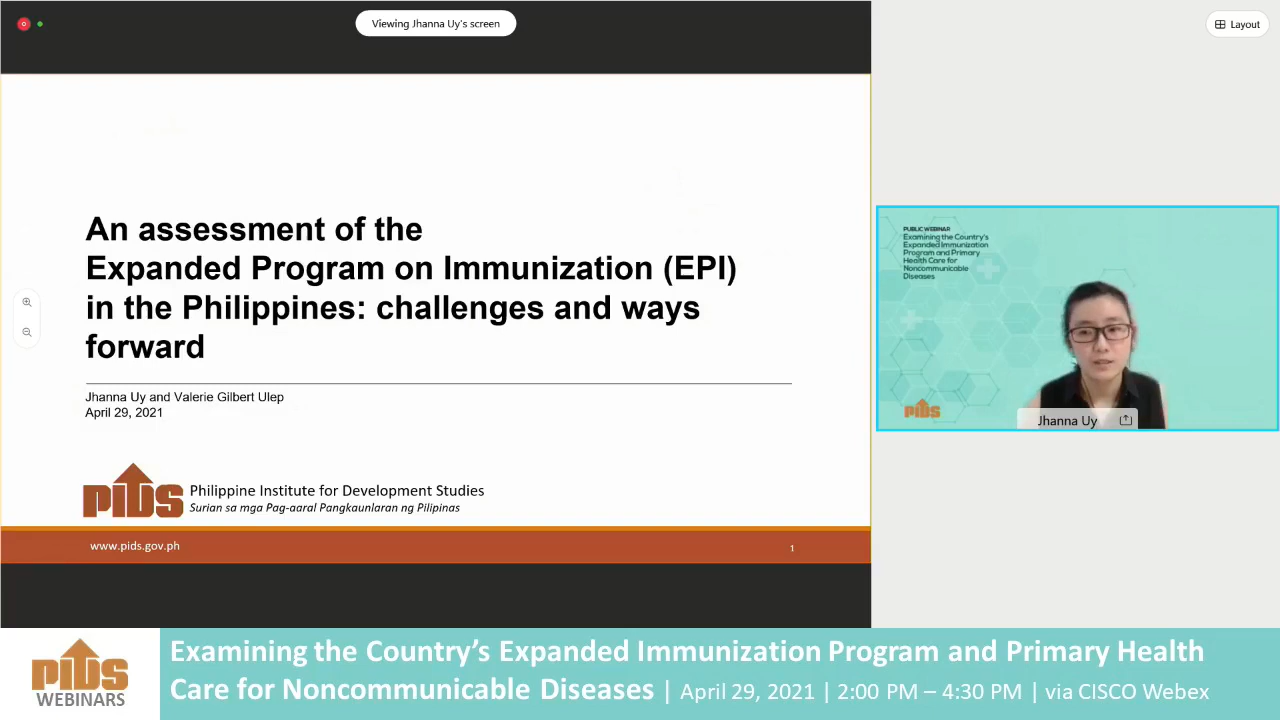 Viewing Jhanna Uy's screen
Layout
An assessment of the
Expanded Program on Immunization (EPI)
in the Philippines: challenges and ways
forward
Jhanna Uy and Valerie Gilbert Ulep
April 29, 2021
PIDS
Philippine Institute for Development Studies
Surian sa mga Pag-aaral Pangkaunlaran ng Pilipinas
www.pids.gov.ph
1
PUBLIC WEBINAR
Examining the Country's
Expanded Immunization
Program and Primary
Health Care for
Noncommunicable
Diseases
PIDS
Jhanna Uy
PIDS
WEBINARS
Examining the Country’s Expanded Immunization Program and Primary Health
Care for Noncommunicable Diseases | April 29, 2021 | 2:00 PM – 4:30 PM | via CISCO Webex